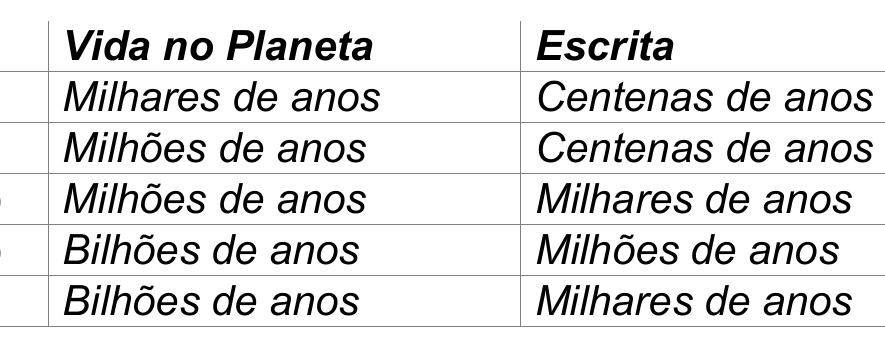 Vida no Planeta Escrita
Milhares de anos Centenas de anos
Milhões de anos Centenas de anos
Milhões de anos Milhares de anos
Bilhões de anos Milhões de anos
Bilhões de anos Milhares de anos